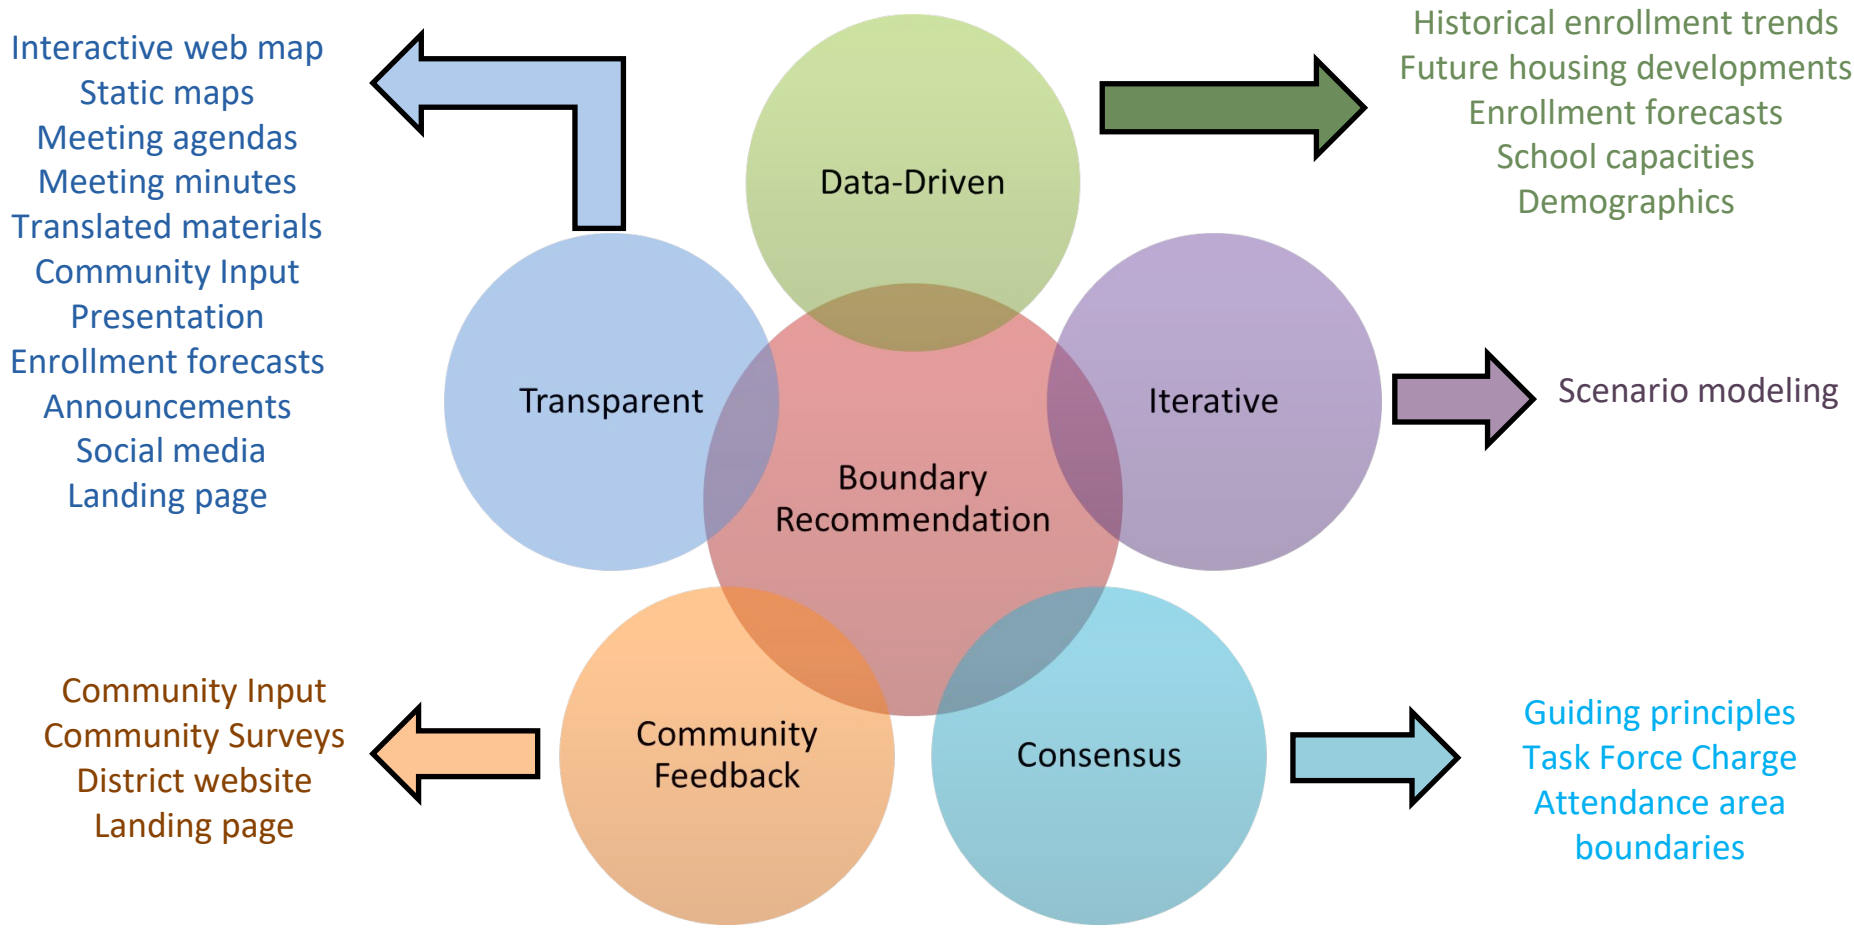 Interactive web map
Static maps
Meeting agendas
Meeting minutes
Translated materials
Community Input
Presentation
Enrollment forecasts
Announcements
Social media
Landing page
Data-Driven
Historical enrollment trends
Future housing developments
Enrollment forecasts
School capacities
Demographics
Transparent
Iterative
Scenario modeling
Boundary
Recommendation
Community Input
Community Surveys
District website
Landing page
Community
Feedback
Consensus
Guiding principles
Task Force Charge
Attendance area
boundaries